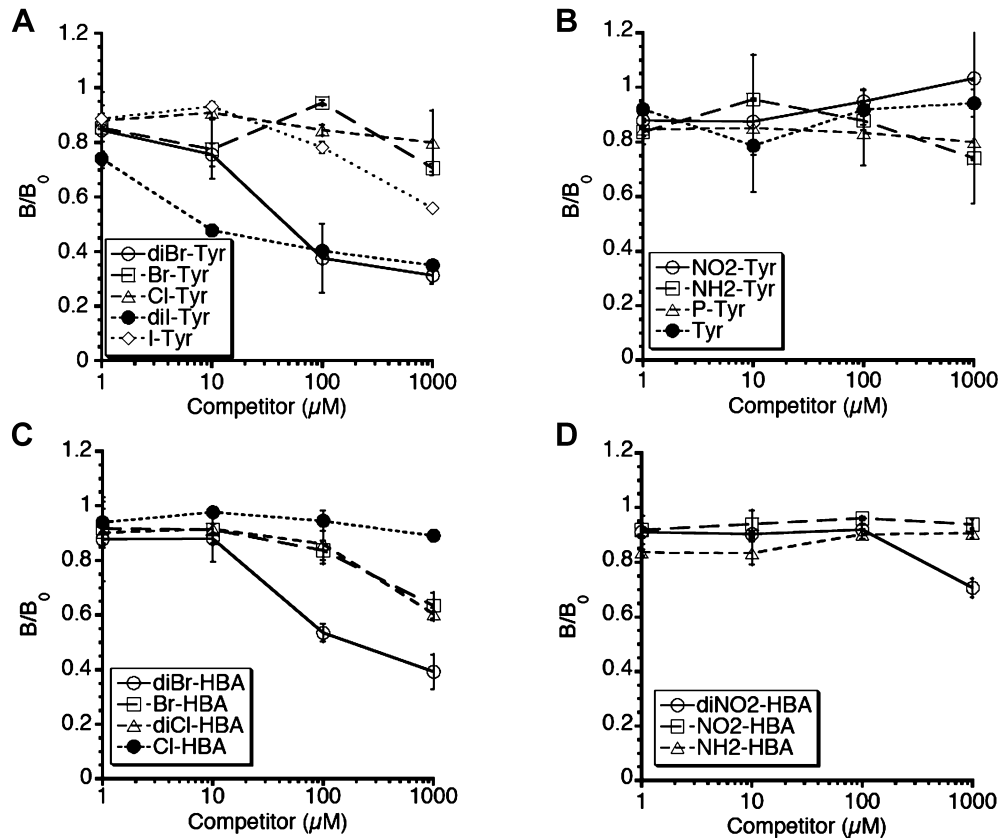 A
1.2
1
0.8
0.6
0.4
0.2
0
B/B0
diBr-Tyr
Br-Tyr
Cl-Tyr
diI-Tyr
I-Tyr
1 10 100 1000
Competitor (µM)
B
1.2
1
0.8
0.6
0.4
0.2
0
B/B0
NO2-Tyr
NH2-Tyr
P-Tyr
Tyr
1 10 100 1000
Competitor (µM)
C
1.2
1
0.8
0.6
0.4
0.2
0
B/B0
diBr-HBA
Br-HBA
diCl-HBA
Cl-HBA
1 10 100 1000
Competitor (µM)
D
1.2
1
0.8
0.6
0.4
0.2
0
B/B0
diNO2-HBA
NO2-HBA
NH2-HBA
1 10 100 1000
Competitor (µM)